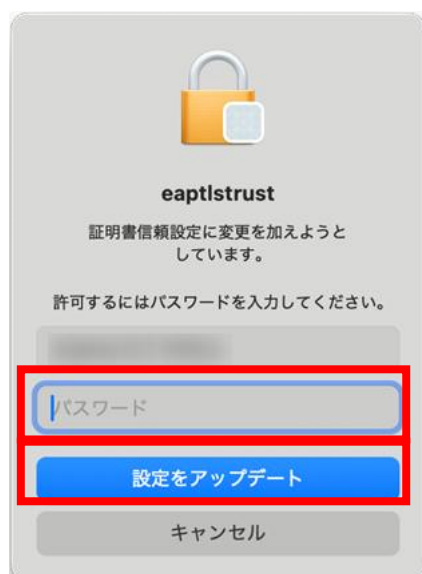 eaptlstrust
証明書信頼設定に変更を加えようと
しています。
許可するにはパスワードを入力してください。
パスワード
設定をアップデート
キャンセル